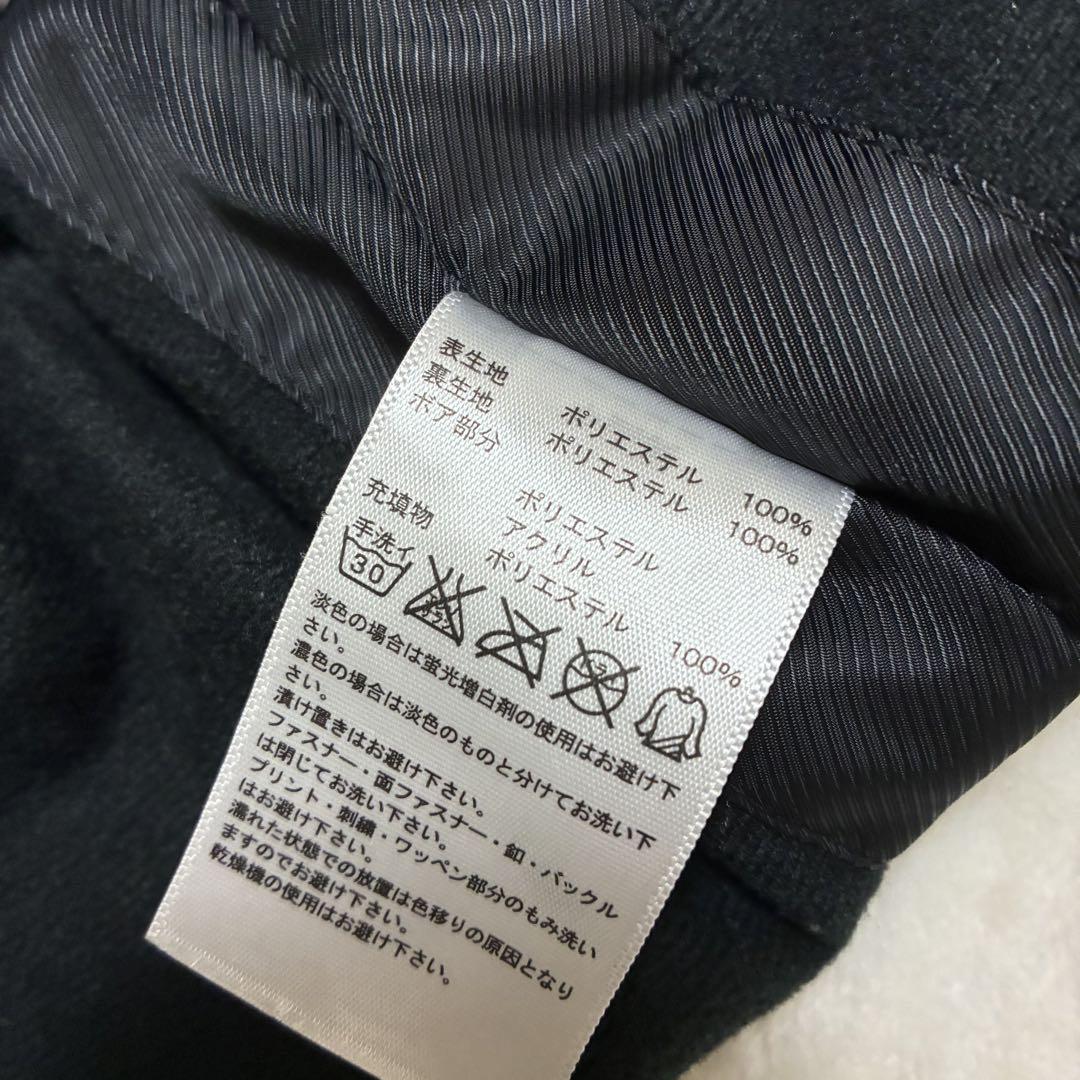 表生地 ポリエステル 100%
裏生地 ポリエステル 100%
ボア部分 ポリエステル
アクリル
充填物 ポリエステル 100%
手洗イ
30
エンソサラシ
ドライ
淡色の場合は蛍光増白剤の使用はお避け下
さい。
濃色の場合は淡色のものと分けてお洗い下
さい。
漬け置きはお避け下さい。
ファスナー・面ファスナー・釦・バックル
は閉じてお洗い下さい。
プリント・刺繍・ワッペン部分のもみ洗い
はお避け下さい。
濡れた状態での放置は色移りの原因となり
ますのでお避け下さい。
乾燥機の使用はお避け下さい。